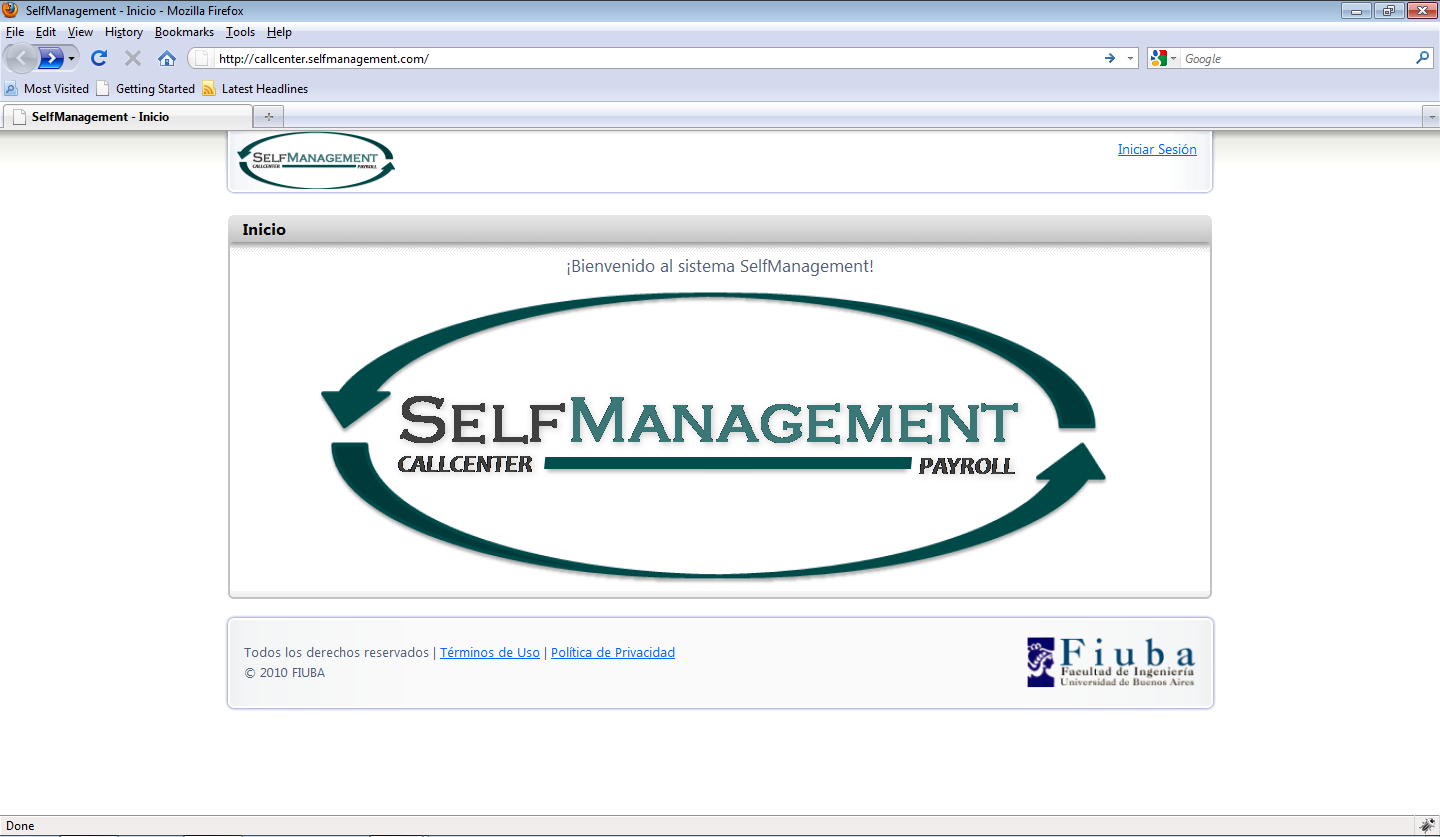 SelfManagement - Inicio - Mozilla Firefox
File Edit View History Bookmarks Tools Help
http://callcenter.selfmanagement.com/ Google
Most Visited Getting Started Latest Headlines
SelfManagement - Inicio
SELFMANAGEMENT
CALLCENTER PAYROLL
Iniciar Sesión
Inicio
¡Bienvenido al sistema SelfManagement!
SELFMANAGEMENT
CALLCENTER PAYROLL
Todos los derechos reservados | Términos de Uso | Política de Privacidad
© 2010 FIUBA
Fiuba
Facultad de Ingeniería
Universidad de Buenos Aires
Done